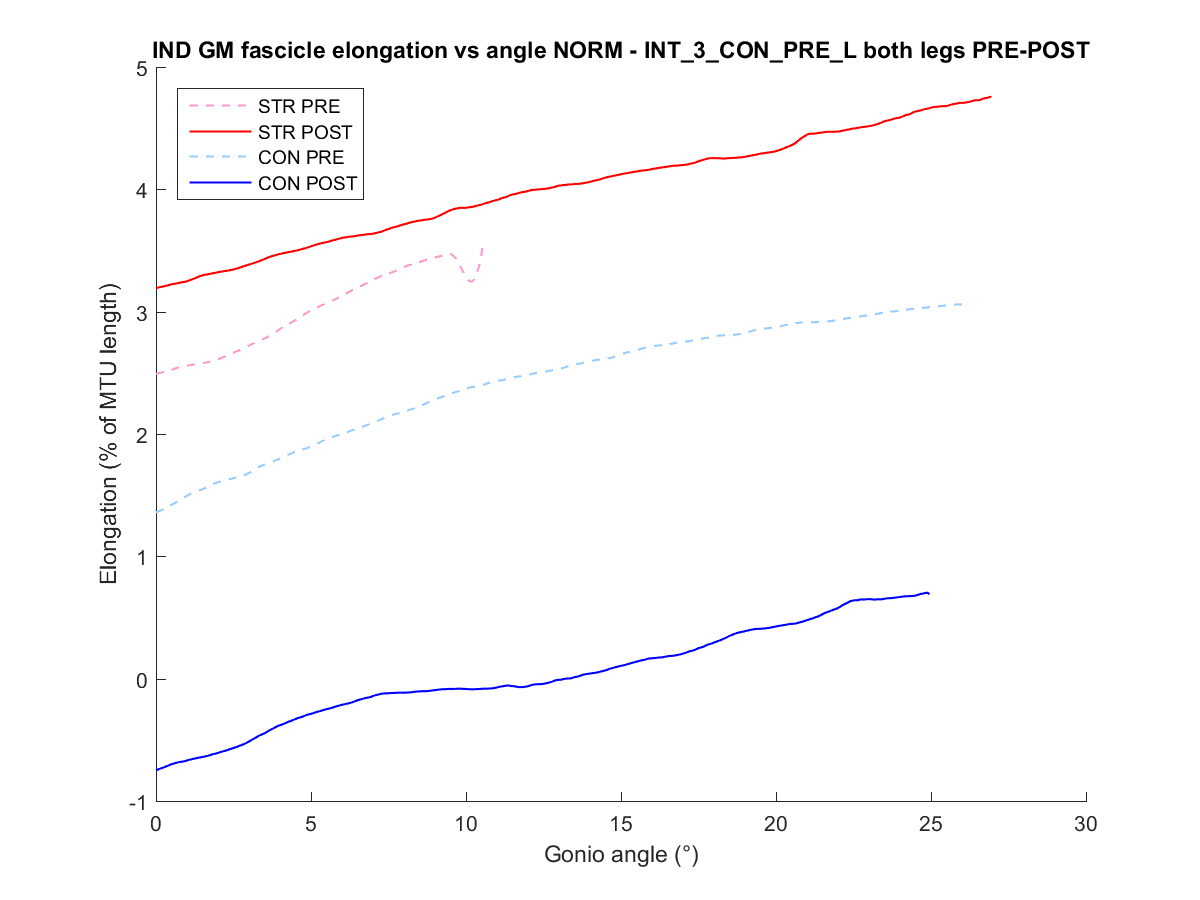 IND GM fascicle elongation vs angle NORM - INT_3_CON_PRE_L both legs PRE-POST
STR PRE
STR POST
CON PRE
CON POST
5
4
3
2
1
0
-1
Elongation (% of MTU length)
0 5 10 15 20 25 30
Gonio angle (°)